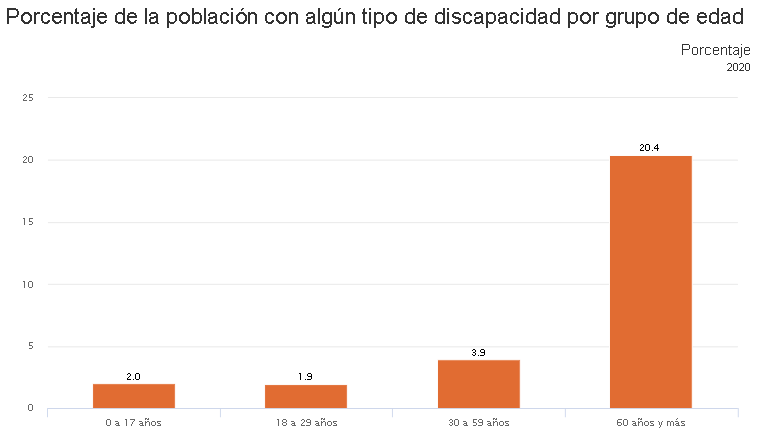 Porcentaje de la población con algún tipo de discapacidad por grupo de edad
Porcentaje
2020
25
20
15
10
5
0
2.0
1.9
3.9
20.4
0 a 17 años
18 a 29 años
30 a 59 años
60 años y más